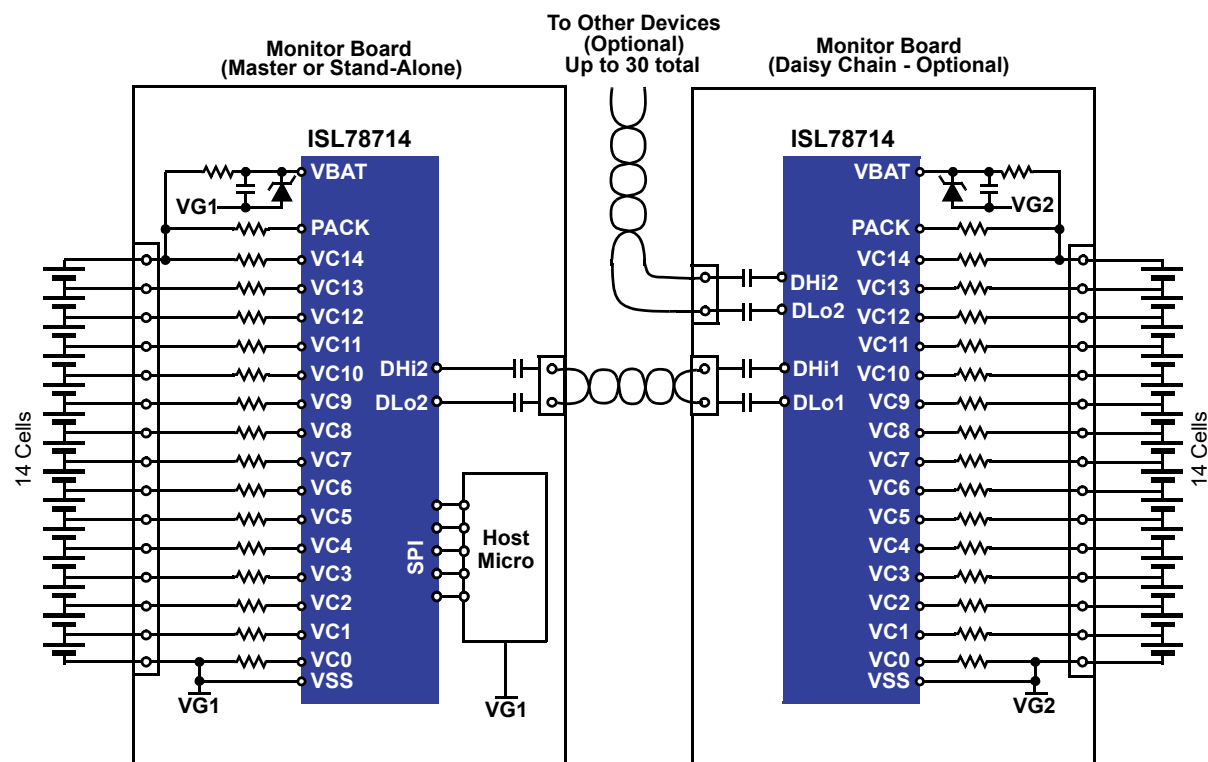 To Other Devices
(Optional)
Up to 30 total
Monitor Board
(Master or Stand-Alone)
Monitor Board
(Daisy Chain - Optional)
ISL78714
VBAT
VG1
PACK
VC14
VC13
VC12
VC11
VC10
VC9
VC8
VC7
VC6
VC5
VC4
VC3
VC2
VC1
VC0
VSS
VG1
14 Cells
DHi2
DLo2
SPI
Host
Micro
VG1
ISL78714
VBAT
VG2
PACK
VC14
VC13
VC12
VC11
VC10
VC9
VC8
VC7
VC6
VC5
VC4
VC3
VC2
VC1
VC0
VSS
VG2
DHi2
DLo2
DHi1
DLo1
14 Cells